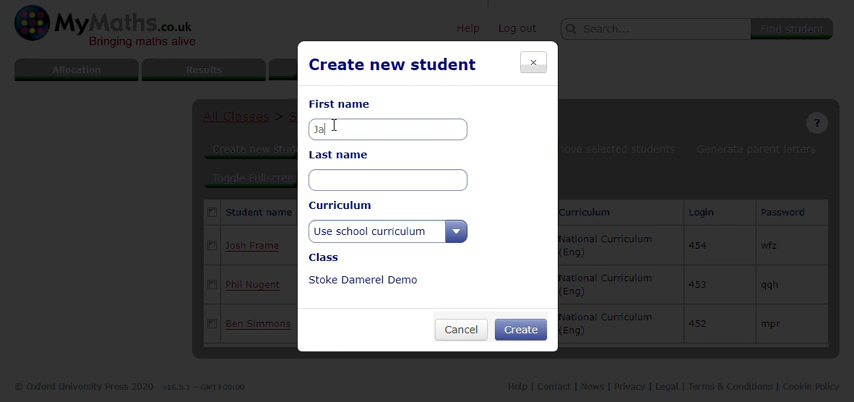 MyMaths.co.uk
Bringing maths alive
Help Log out Search... Find student
Allocation Results
Create new student ×
First name
Ja
Last name
Curriculum
Use school curriculum
Class
Stoke Damerel Demo
Cancel Create
All Classes > S
?
Create new stud move selected students Generate parent letters
Toggle Fullscreen
Student name Curriculum Login Password
Josh Frame National Curriculum (Eng) 454 wfz
Phil Nugent National Curriculum (Eng) 453 qqh
Ben Simmons National Curriculum (Eng) 452 mpr
© Oxford University Press 2020 Help | Contact | News | Privacy | Legal | Terms & Conditions | Cookie Policy